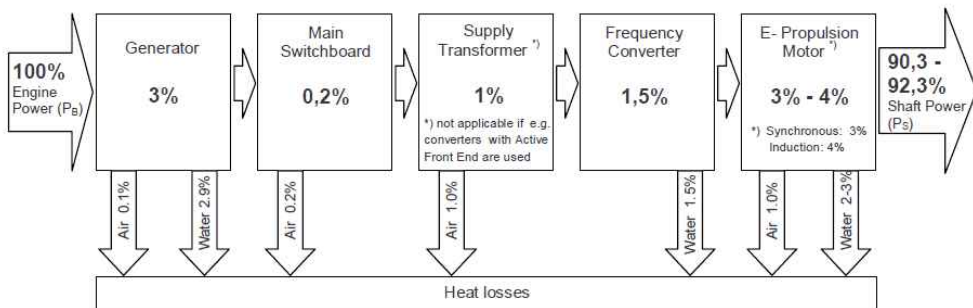 100%
Engine
Power (PB)
Generator
3%
Main
Switchboard
0,2%
Supply
Transformer *)
1%
*) not applicable if e.g.
converters with Active
Front End are used
Frequency
Converter
1,5%
E- Propulsion
Motor *)
3% - 4%
*) Synchronous: 3%
Induction: 4%
90,3 -
92,3%
Shaft Power
(PS)
Air 0.1%
Water 2.9%
Air 0.2%
Air 1.0%
Water 1.5%
Air 1.0%
Water 2-3%
Heat losses